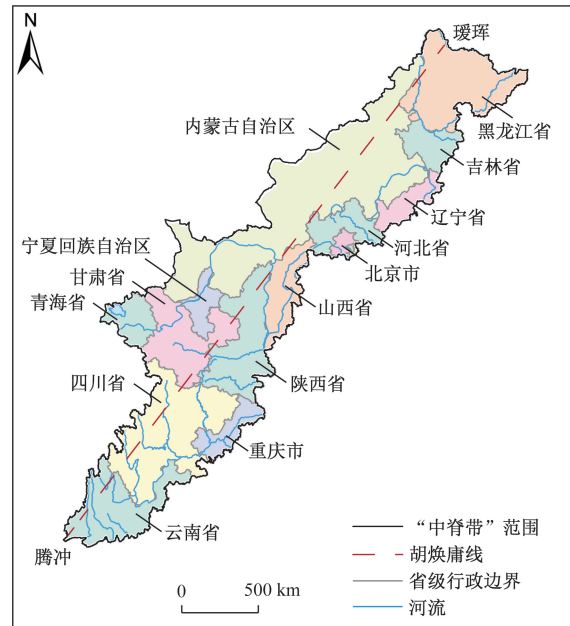 N
瑷珲
黑龙江省
内蒙古自治区
吉林省
辽宁省
宁夏回族自治区
河北省
甘肃省
北京市
青海省
山西省
四川省
陕西省
重庆市
云南省
腾冲
“中脊带”范围
胡焕庸线
省级行政边界
河流
0 500 km